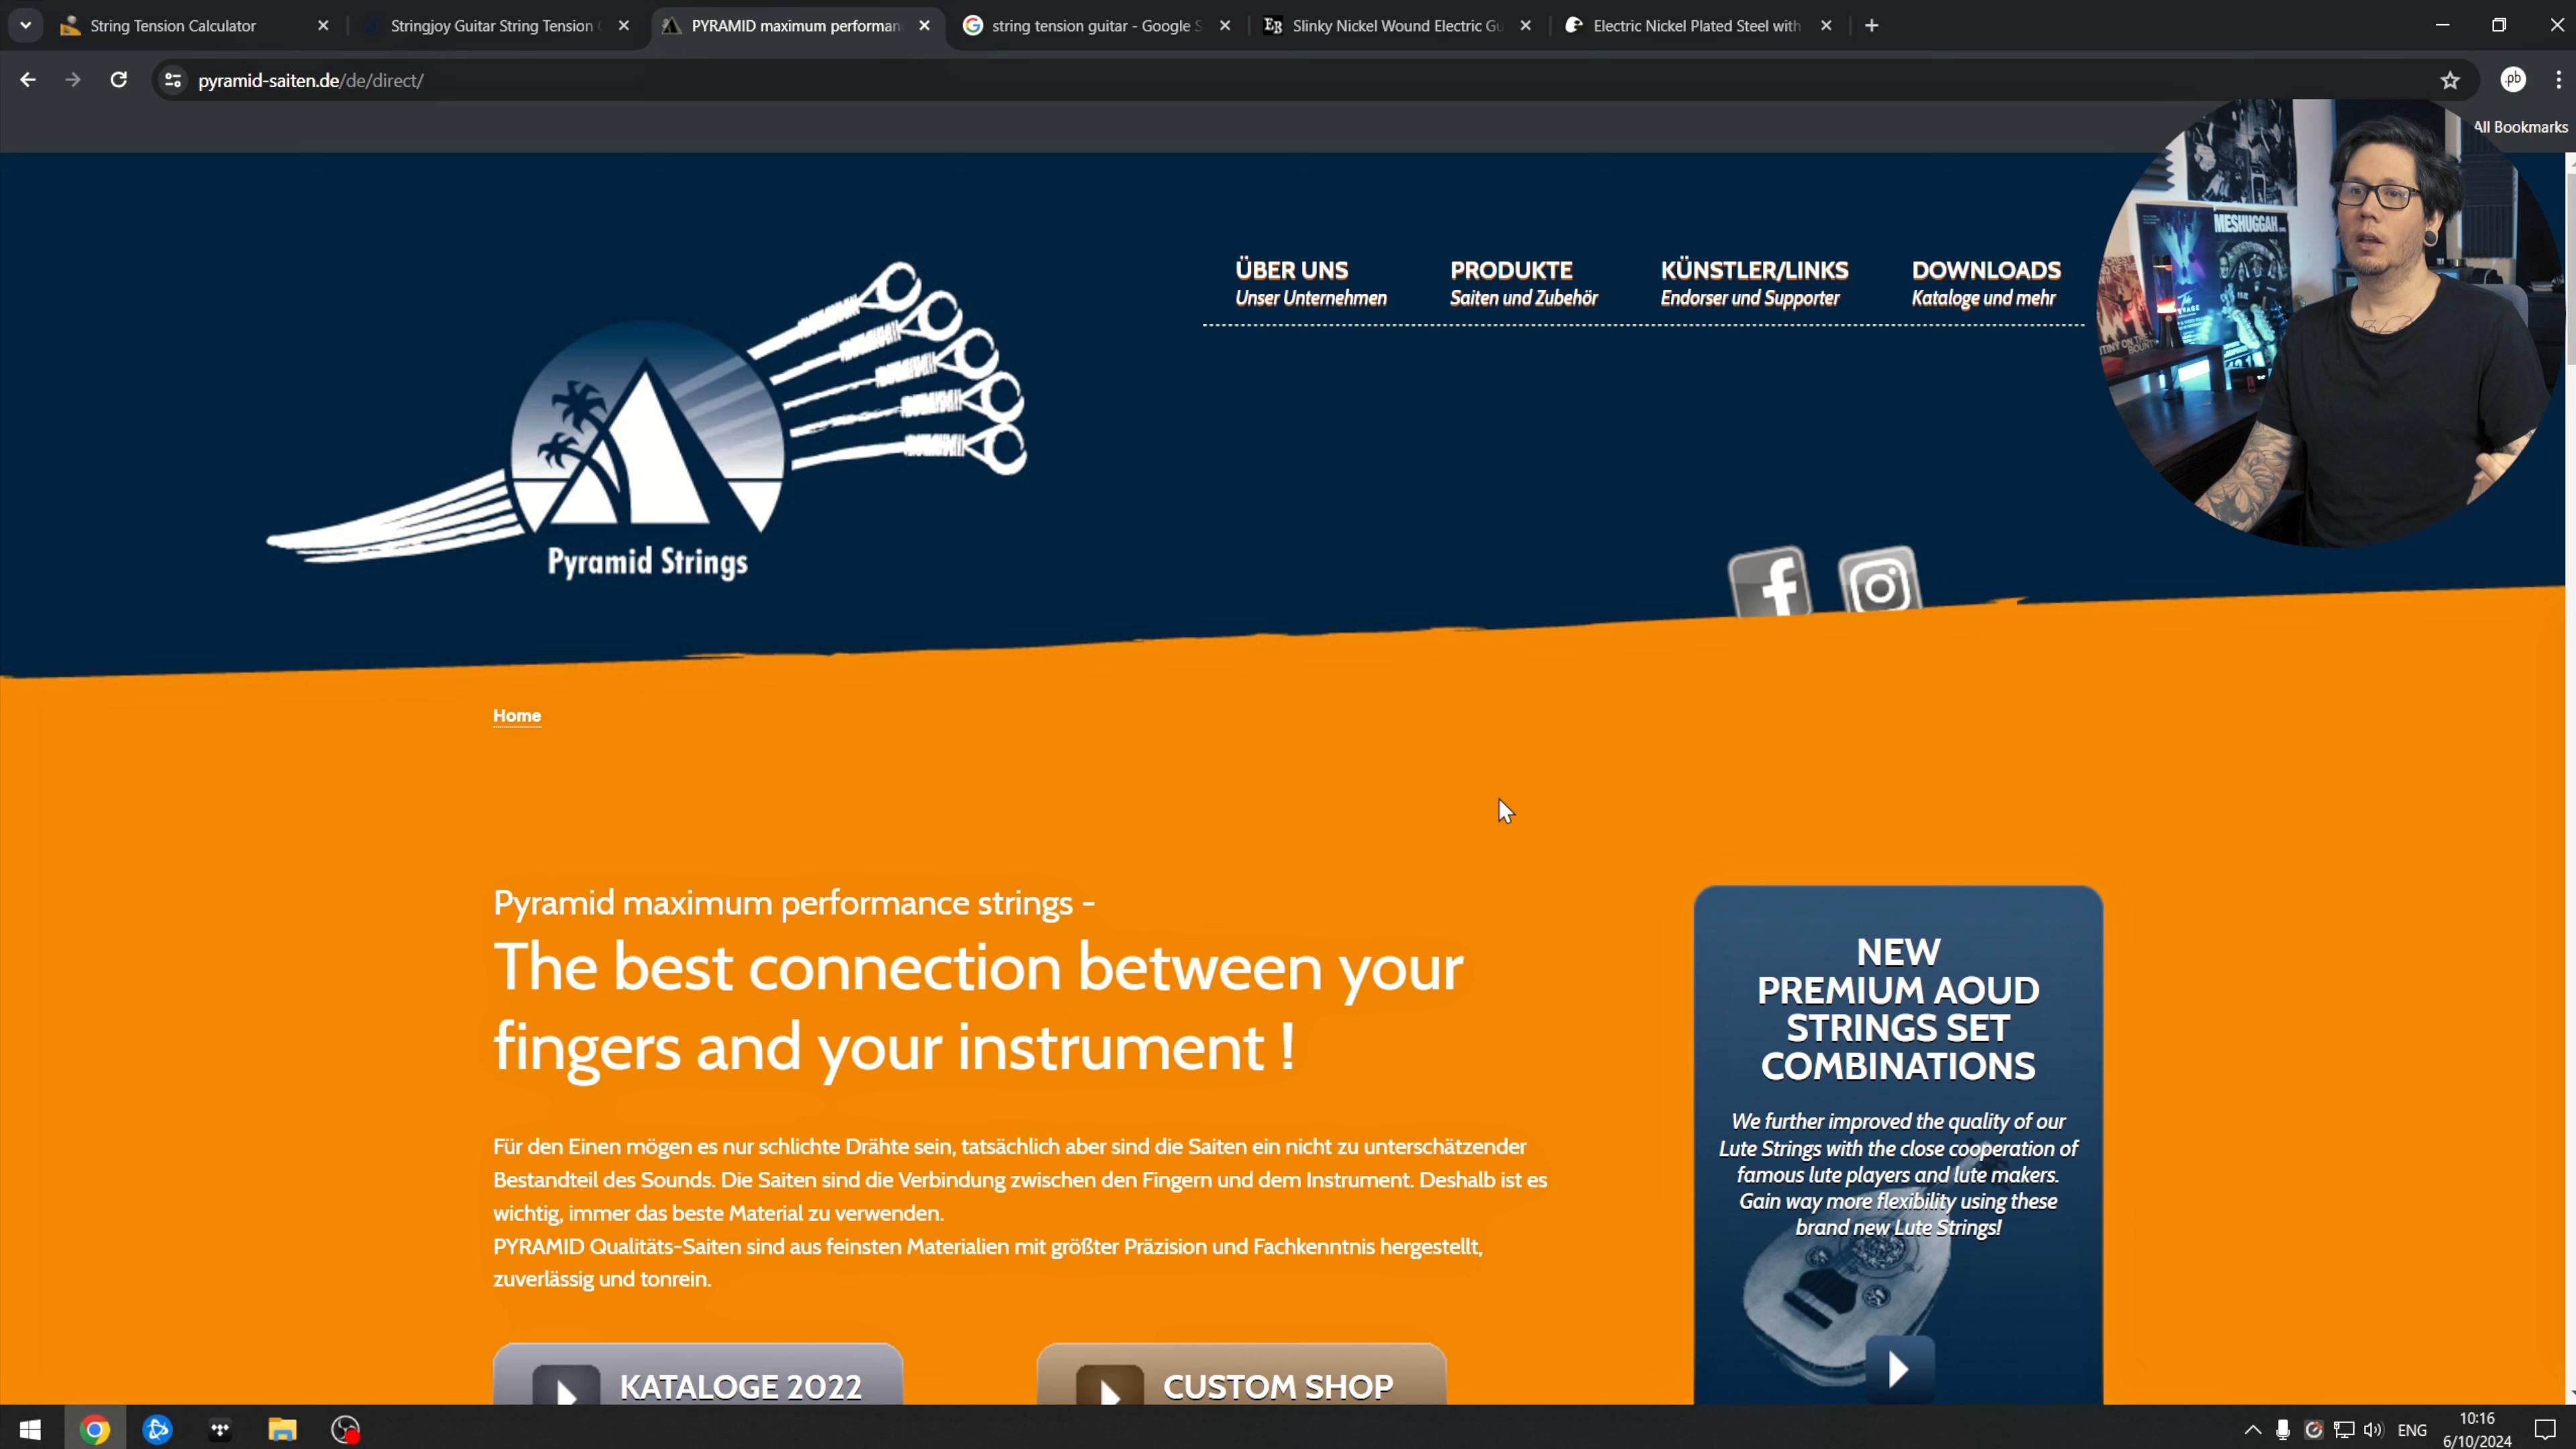 String Tension Calculator
Stringjoy Guitar String Tension
PYRAMID maximum performan
string tension guitar - Google S
EB
Slinky Nickel Wound Electric Gu
Electric Nickel Plated Steel with
pyramid-saiten.de/de/direct/
pb
All Bookmarks
MESHUGGAH
ÜBER UNS
Unser Unternehmen
PRODUKTE
Saiten und Zubehör
KÜNSTLER/LINKS
Endorser und Supporter
DOWNLOADS
Kataloge und mehr
Pyramid Strings
Home
Pyramid maximum performance strings -
The best connection between your
fingers and your instrument !
Für den Einen mögen es nur schlichte Drähte sein, tatsächlich aber sind die Saiten ein nicht zu unterschätzender
Bestandteil des Sounds. Die Saiten sind die Verbindung zwischen den Fingern und dem Instrument. Deshalb ist es
wichtig, immer das beste Material zu verwenden.
PYRAMID Qualitäts-Saiten sind aus feinsten Materialien mit größter Präzision und Fachkenntnis hergestellt,
zuverlässig und tonrein.
KATALOGE 2022
CUSTOM SHOP
NEW
PREMIUM AOUD
STRINGS SET
COMBINATIONS
We further improved the quality of our
Lute Strings with the close cooperation of
famous lute players and lute makers.
Gain way more flexibility using these
brand new Lute Strings!
ENG
10:16
6/10/2024